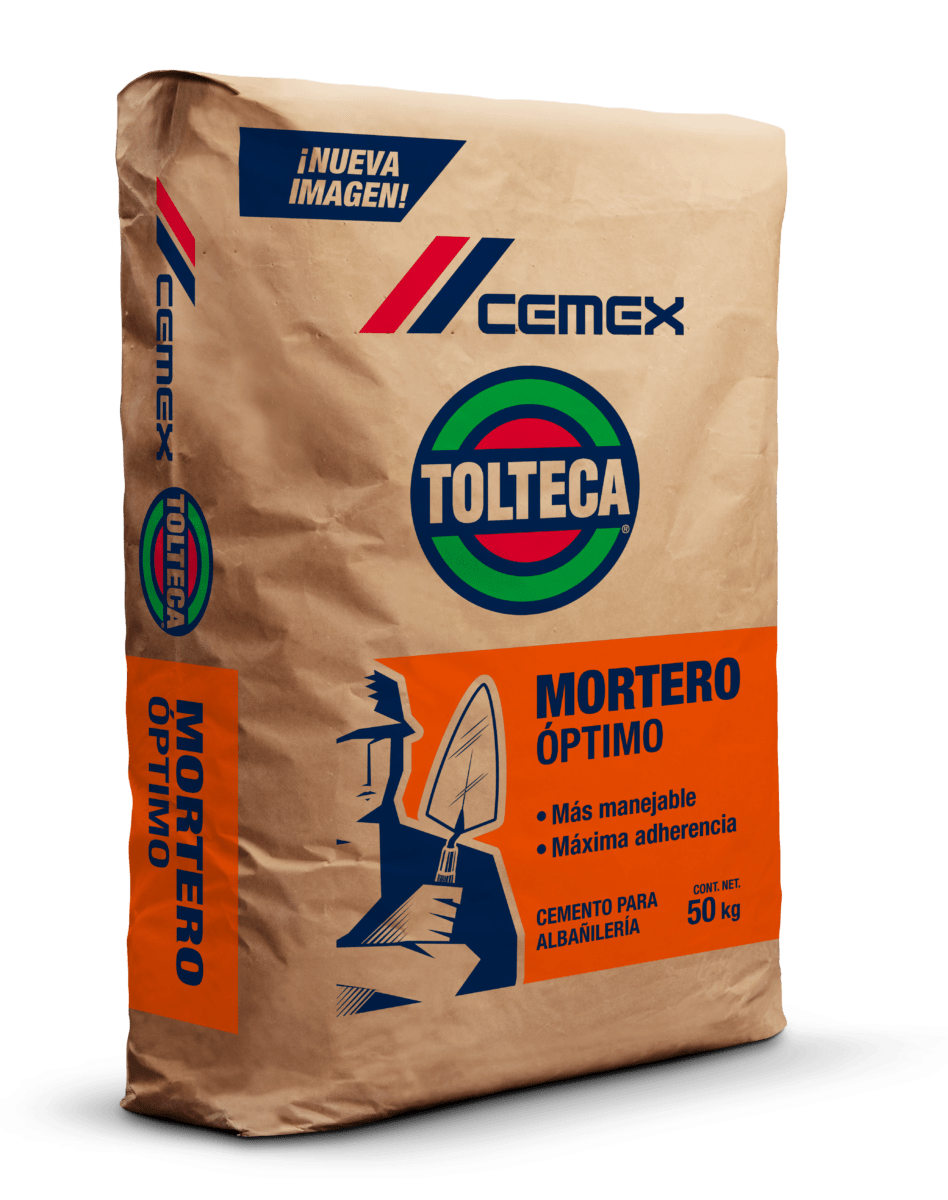 ¡NUEVA
IMAGEN!
CEMEX
TOLTECA®
MORTERO
ÓPTIMO
• Más manejable
• Máxima adherencia
CEMENTO PARA
ALBAÑILERÍA
CONT. NET.
50 kg
CEMEX
TOLTECA
MORTERO
ÓPTIMO